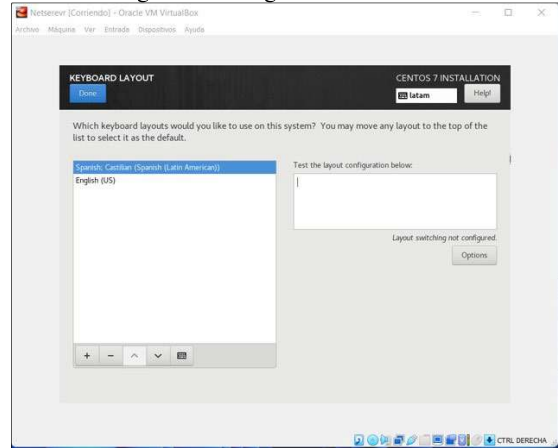 Netserevr [Corriendo] - Oracle VM VirtualBox
Archivo Máquina Ver Entrada Dispositivos Ayuda
KEYBOARD LAYOUT
CENTOS 7 INSTALLATION
Done
latam
Help!
Which keyboard layouts would you like to use on this system? You may move any layout to the top of the
list to select it as the default.
Spanish; Castilian (Spanish (Latin American))
English (US)
Test the layout configuration below:
Layout switching not configured.
Options
CTRL DERECHA